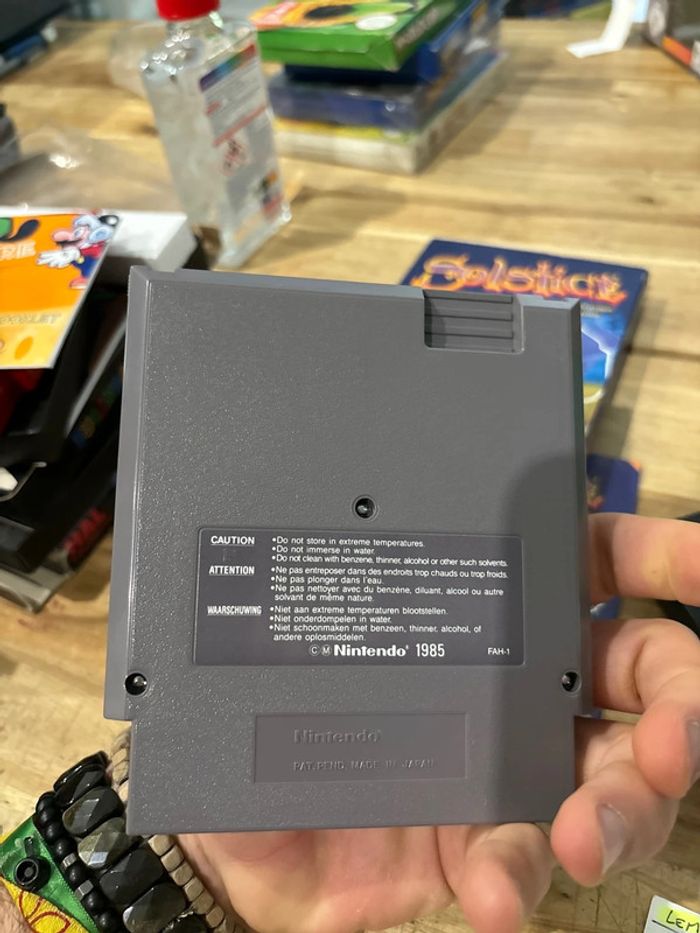 Solstice
CAUTION
•Do not store in extreme temperatures.
•Do not immerse in water.
•Do not clean with benzene, thinner, alcohol or other such solvents.
ATTENTION
•Ne pas entreposer dans des endroits trop chauds ou trop froids.
•Ne pas plonger dans l'eau.
•Ne pas nettoyer avec du benzène, diluant, alcool ou autre
solvant de même nature.
WAARSCHUWING
•Niet aan extreme temperaturen blootstellen.
•Niet onderdompelen in water.
•Niet schoonmaken met benzeen, thinner, alcohol, of
andere oplosmiddelen.
©Ⓜ Nintendo® 1985
FAH-1
Nintendo®
PAT. PEND. MADE IN JAPAN
LEM